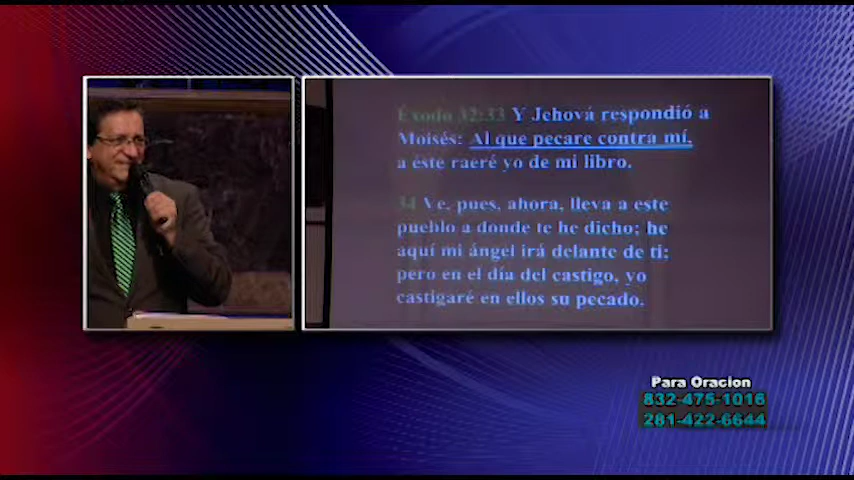 Éxodo 32:33 Y Jehová respondió a
Moisés: Al que pecare contra mí,
a éste raeré yo de mi libro.
34 Ve, pues, ahora, lleva a este
pueblo a donde te he dicho; he
aquí mi ángel irá delante de ti;
pero en el día del castigo, yo
castigaré en ellos su pecado.
Para Oracion
832-475-1016
281-422-6644